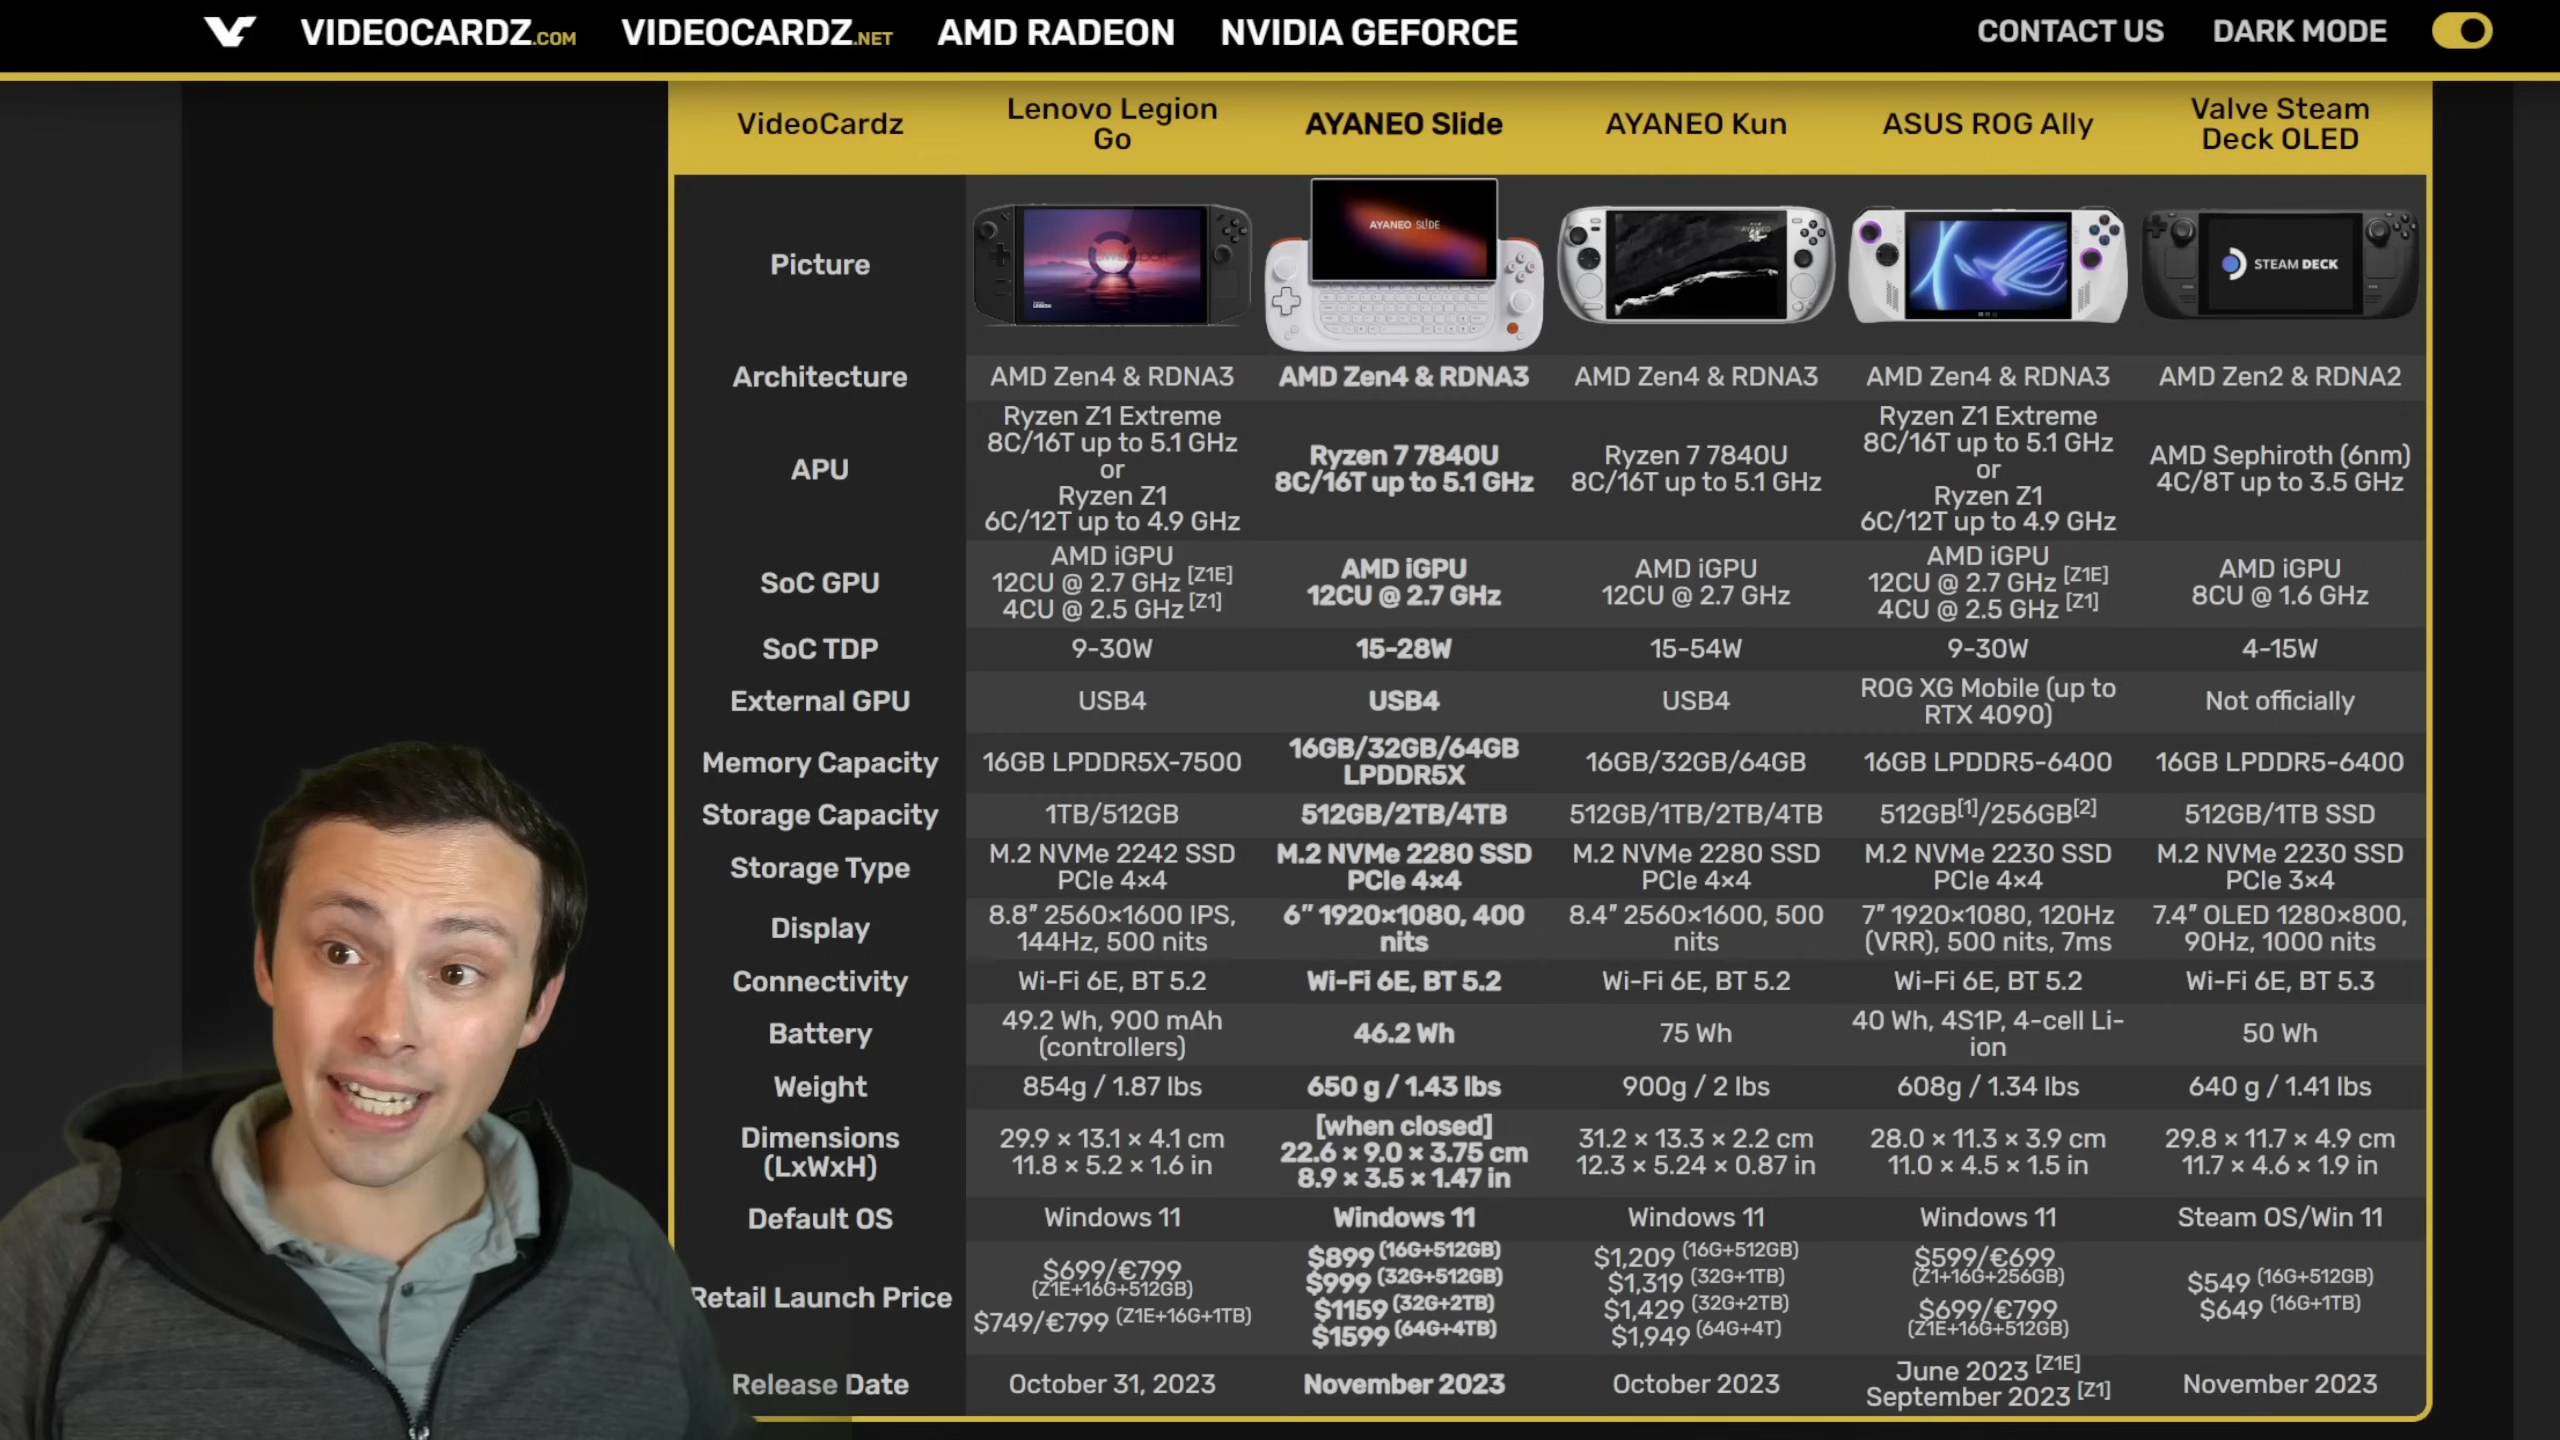 VIDEOCARDZ.COM VIDEOCARDZ.NET AMD RADEON NVIDIA GEFORCE CONTACT US DARK MODE
VideoCardz
Lenovo Legion
Go
AYANEO Slide
AYANEO Kun
ASUS ROG Ally
Valve Steam
Deck OLED
Picture
AYANEO SLIDE
STEAM DECK
Architecture
AMD Zen4 & RDNA3
AMD Zen4 & RDNA3
AMD Zen4 & RDNA3
AMD Zen4 & RDNA3
AMD Zen2 & RDNA2
APU
Ryzen Z1 Extreme
8C/16T up to 5.1 GHz
or
Ryzen Z1
6C/12T up to 4.9 GHz
Ryzen 7 7840U
8C/16T up to 5.1 GHz
Ryzen 7 7840U
8C/16T up to 5.1 GHz
Ryzen Z1 Extreme
8C/16T up to 5.1 GHz
or
Ryzen Z1
6C/12T up to 4.9 GHz
AMD Sephiroth (6nm)
4C/8T up to 3.5 GHz
SoC GPU
AMD iGPU
12CU @ 2.7 GHz [Z1E]
4CU @ 2.5 GHz [Z1]
AMD iGPU
12CU @ 2.7 GHz
AMD iGPU
12CU @ 2.7 GHz
AMD iGPU
12CU @ 2.7 GHz [Z1E]
4CU @ 2.5 GHz [Z1]
AMD iGPU
8CU @ 1.6 GHz
SoC TDP
9-30W
15-28W
15-54W
9-30W
4-15W
External GPU
USB4
USB4
USB4
ROG XG Mobile (up to
RTX 4090)
Not officially
Memory Capacity
16GB LPDDR5X-7500
16GB/32GB/64GB
LPDDR5X
16GB/32GB/64GB
16GB LPDDR5-6400
16GB LPDDR5-6400
Storage Capacity
1TB/512GB
512GB/2TB/4TB
512GB/1TB/2TB/4TB
512GB[1]/256GB[2]
512GB/1TB SSD
Storage Type
M.2 NVMe 2242 SSD
PCIe 4×4
M.2 NVMe 2280 SSD
PCIe 4×4
M.2 NVMe 2280 SSD
PCIe 4×4
M.2 NVMe 2230 SSD
PCIe 4×4
M.2 NVMe 2230 SSD
PCIe 3×4
Display
8.8″ 2560×1600 IPS,
144Hz, 500 nits
6″ 1920×1080, 400
nits
8.4″ 2560×1600, 500
nits
7″ 1920×1080, 120Hz
(VRR), 500 nits, 7ms
7.4″ OLED 1280×800,
90Hz, 1000 nits
Connectivity
Wi-Fi 6E, BT 5.2
Wi-Fi 6E, BT 5.2
Wi-Fi 6E, BT 5.2
Wi-Fi 6E, BT 5.2
Wi-Fi 6E, BT 5.3
Battery
49.2 Wh, 900 mAh
(controllers)
46.2 Wh
75 Wh
40 Wh, 4S1P, 4-cell Li-
ion
50 Wh
Weight
854g / 1.87 lbs
650 g / 1.43 lbs
900g / 2 lbs
608g / 1.34 lbs
640 g / 1.41 lbs
Dimensions
(LxWxH)
29.9 × 13.1 × 4.1 cm
11.8 × 5.2 × 1.6 in
[when closed]
22.6 × 9.0 × 3.75 cm
8.9 × 3.5 × 1.47 in
31.2 × 13.3 × 2.2 cm
12.3 × 5.24 × 0.87 in
28.0 × 11.3 × 3.9 cm
11.0 × 4.5 × 1.5 in
29.8 × 11.7 × 4.9 cm
11.7 × 4.6 × 1.9 in
Default OS
Windows 11
Windows 11
Windows 11
Windows 11
Steam OS/Win 11
Retail Launch Price
$699/€799
(Z1E+16G+512GB)
$749/€799 (Z1E+16G+1TB)
$899 (16G+512GB)
$999 (32G+512GB)
$1159 (32G+2TB)
$1599 (64G+4TB)
$1,209 (16G+512GB)
$1,319 (32G+1TB)
$1,429 (32G+2TB)
$1,949 (64G+4T)
$599/€699
(Z1+16G+256GB)
$699/€799
(Z1E+16G+512GB)
$549 (16G+512GB)
$649 (16G+1TB)
Release Date
October 31, 2023
November 2023
October 2023
June 2023 [Z1E]
September 2023 [Z1]
November 2023